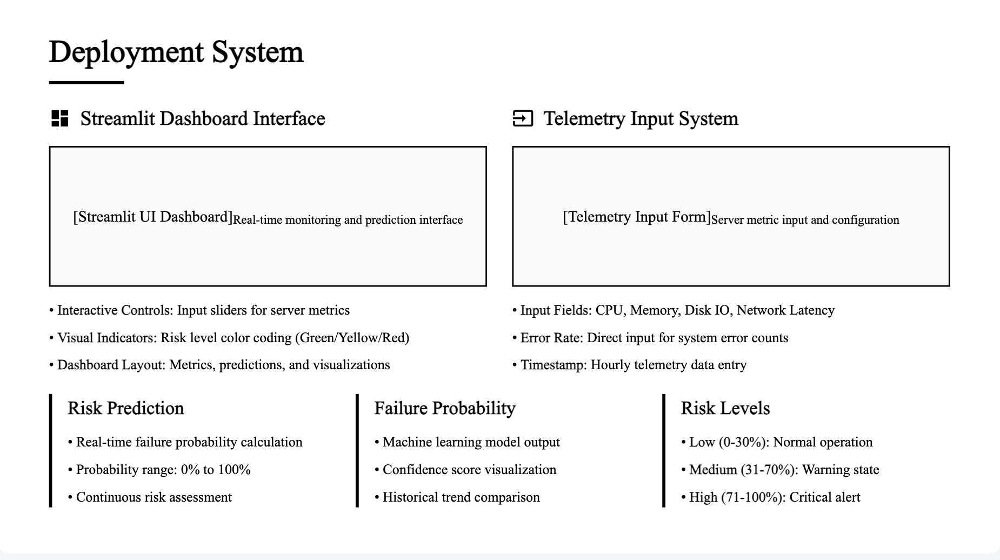 Deployment System
Streamlit Dashboard Interface
[Streamlit UI Dashboard]Real-time monitoring and prediction interface
• Interactive Controls: Input sliders for server metrics
• Visual Indicators: Risk level color coding (Green/Yellow/Red)
• Dashboard Layout: Metrics, predictions, and visualizations
Telemetry Input System
[Telemetry Input Form]Server metric input and configuration
• Input Fields: CPU, Memory, Disk IO, Network Latency
• Error Rate: Direct input for system error counts
• Timestamp: Hourly telemetry data entry
Risk Prediction
• Real-time failure probability calculation
• Probability range: 0% to 100%
• Continuous risk assessment
Failure Probability
• Machine learning model output
• Confidence score visualization
• Historical trend comparison
Risk Levels
• Low (0-30%): Normal operation
• Medium (31-70%): Warning state
• High (71-100%): Critical alert